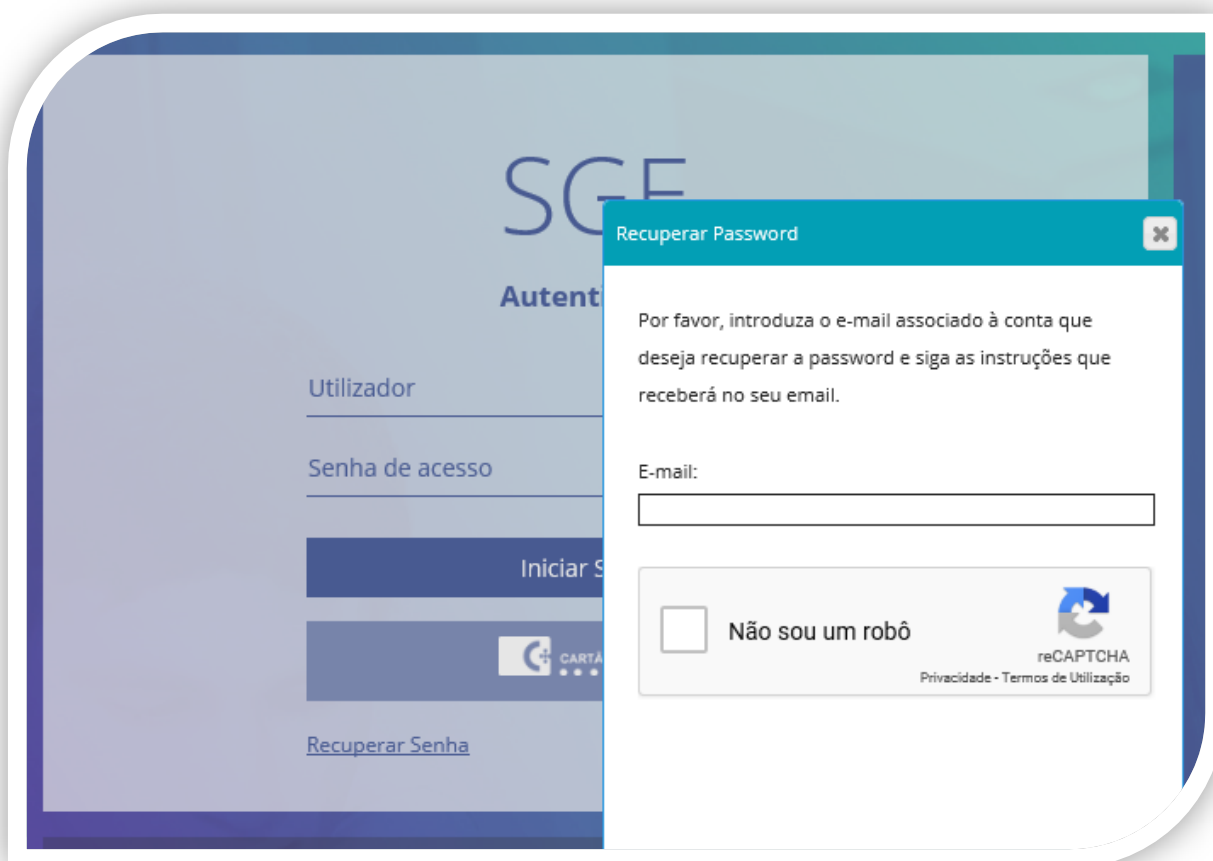 SGE
Recuperar Password
Por favor, introduza o e-mail associado à conta que
deseja recuperar a password e siga as instruções que
receberá no seu email.
Utilizador
Senha de acesso
E-mail:
Não sou um robô
reCAPTCHA
Privacidade - Termos de Utilização
Iniciar
Recuperar Senha